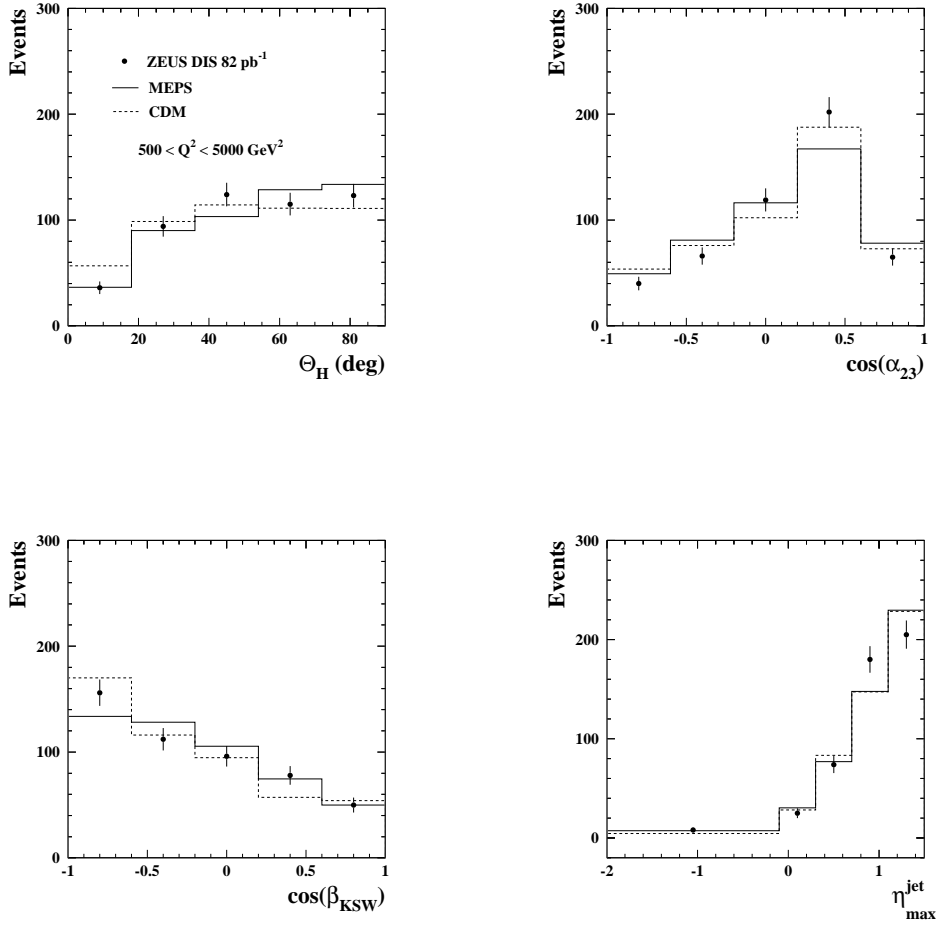 Events
300
200
100
0
ZEUS DIS 82 pb⁻¹
MEPS
CDM
500 < Q² < 5000 GeV²
0 20 40 60 80
Θ_H (deg)
Events
300
200
100
0
-1 -0.5 0 0.5 1
cos(α₂₃)
Events
300
200
100
0
-1 -0.5 0 0.5 1
cos(β_KSW)
Events
300
200
100
0
-2 -1 0 1
η^jet_max